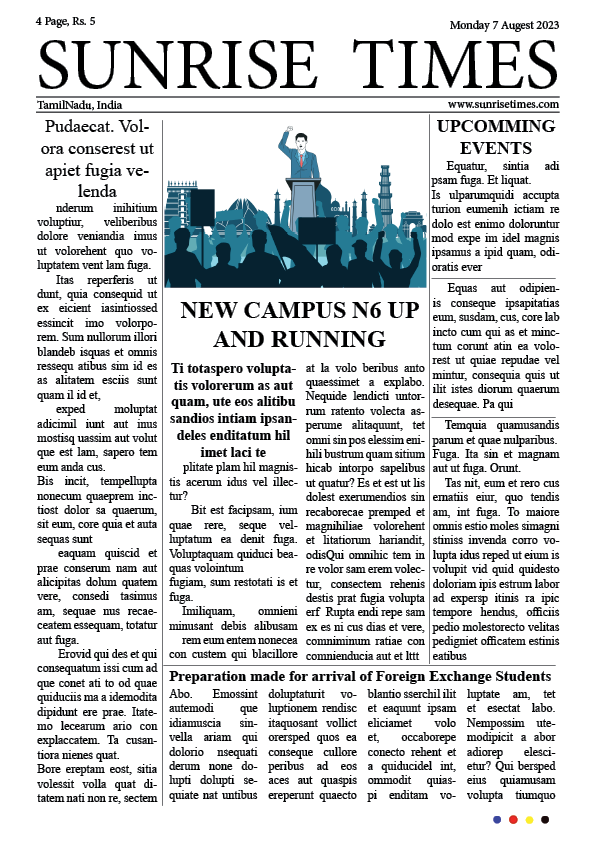 4 Page, Rs. 5
Monday 7 Augest 2023
SUNRISE TIMES
TamilNadu, India
www.sunrisetimes.com
Pudaecat. Vol-
ora conserest ut
apiet fugia ve-
lenda
nderum inihitium
voluptiur, veliberibus
dolore veniandia imus
ut volorehent quo vo-
luptatem vent lam fuga.
Itas reperferis ut
dunt, quia consequid ut
ex eicient iasintiossed
essincit imo volorpo-
rem. Sum nullorum illori
blandeb isquas et omnis
ressequ atibus sim id es
as alitatem esciis sunt
quam il id et,
exped moluptat
adicimil iunt aut inus
mostisq uassim aut volut
que est lam, sapero tem
eum anda cus.
Bis incit, tempellupta
nonecum quaeprem inc-
tiost dolor sa quaerum,
sit eum, core quia et auta
sequas sunt
eaquam quiscid et
prae conserum nam aut
alicipitas dolum quatem
vere, consedi tasimus
am, sequae nus recae-
ceatem essequam, totatur
aut fuga.
Erovid qui des et qui
consequatum issi cum ad
que conet ati to od quae
quiduciis ma a idemodita
dipidunt ere prae. Itate-
mo lecearum ario con
explaccatem. Ta cusan-
tiora nienes quat.
Bore ereptam eost, sitia
volessit volla quat di-
tatem nati non re, sectem
NEW CAMPUS N6 UP
AND RUNNING
Ti totaspero volupta-
tis volorerum as aut
quam, ute eos alitibu
sandios intiam ipsan-
deles enditatum hil
imet laci te
plitate plam hil magnis-
tis acerum idus vel illec-
tur?
Bit est facipsam, ium
quae rere, seque vel-
luptatum ea denit fuga.
Voluptaquam quiduci bea-
quas volointum
fugiam, sum restotati is et
fuga.
Imiliquam, omnieni
minusant debis alibusam
rem eum entem nonecea
con custem qui blacillore
at la volo beribus anto
quaessimet a explabo.
Nequide lendicti untor-
rum ratento volecta as-
perume alitaquunt, tet
omni sin pos elessim eni-
hili bustrum quam sitium
hicab intorpo sapelibus
ut quatur? Es et est ut lis
dolest exerumendios sin
recaborecae premped et
magnihiliae volorehent
et litatiorum hariandit,
odisQui omnihic tem in
re volor sam erem volec-
tur, consectem rehenis
destis prat fugia volupta
erf Rupta endi repe sam
ex es ni cus dias et vere,
comniminum ratiae con
comnienducia aut et lttt
UPCOMMING
EVENTS
Equatur, sintia adi
psam fuga. Et liquat.
Is ulparumquidi accupta
turion eumenih ictiam re
dolo est enimo doloruntur
mod expe im idel magnis
ipsamus a ipid quam, odi-
oratis ever
Equas aut odipien-
is conseque ipsapitatias
eum, susdam, cus, core lab
incto cum qui as et minc-
tum corunt atin ea volo-
rest ut quiae repudae vel
mintur, consequia quis ut
ilit istes diorum quaerum
desequae. Pa qui
Temquia quamusandis
parum et quae nulparibus.
Fuga. Ita sin et magnam
aut ut fuga. Orunt.
Tas nit, eum et rero cus
ernatiis eiur, quo tendis
am, int fuga. To maiore
omnis estio moles simagni
stiniss invenda corro vo-
lupta idus reped ut eium is
volupit vid quid quidesto
doloriam ipis estrum labor
ad expersp itinis ra ipic
tempore hendus, officiis
pedio molestorecto velitas
pedigniet officatem estinis
eatibus
Preparation made for arrival of Foreign Exchange Students
Abo. Emossint
autemodi que
idiamuscia sin-
vella ariam qui
dolorio nsequati
derum none do-
lupti dolupti se-
quiate nat untibus
doluptaturit vo-
luptionem rendisc
itaquosant vollict
orersped quos ea
conseque cullore
peribus ad eos
aces aut quaspis
ereperunt quaecto
blantio sserchil ilit
et eaquunt ipsam
eliciamet volo
et, occaborepe
conecto rehent et
a quiducidel int,
ommodit quias-
pi enditam vo-
luptate am, tet
et esectat labo.
Nempossim ute-
modipicit a abor
adiorep elesci-
etur? Qui bersped
eius quiamusam
volupta tiumquo